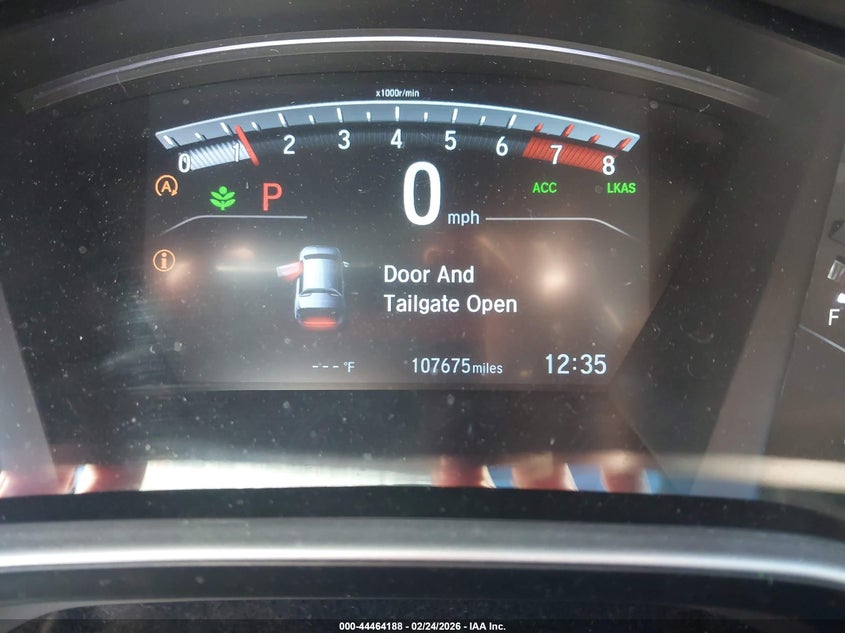 x1000r/min
0 1 2 3 4 5 6 7 8
A P 0 mph ACC LKAS
i
Door And
Tailgate Open
F
--- °F 107675 miles 12:35
000-44464188 - 02/24/2026 - IAA Inc.